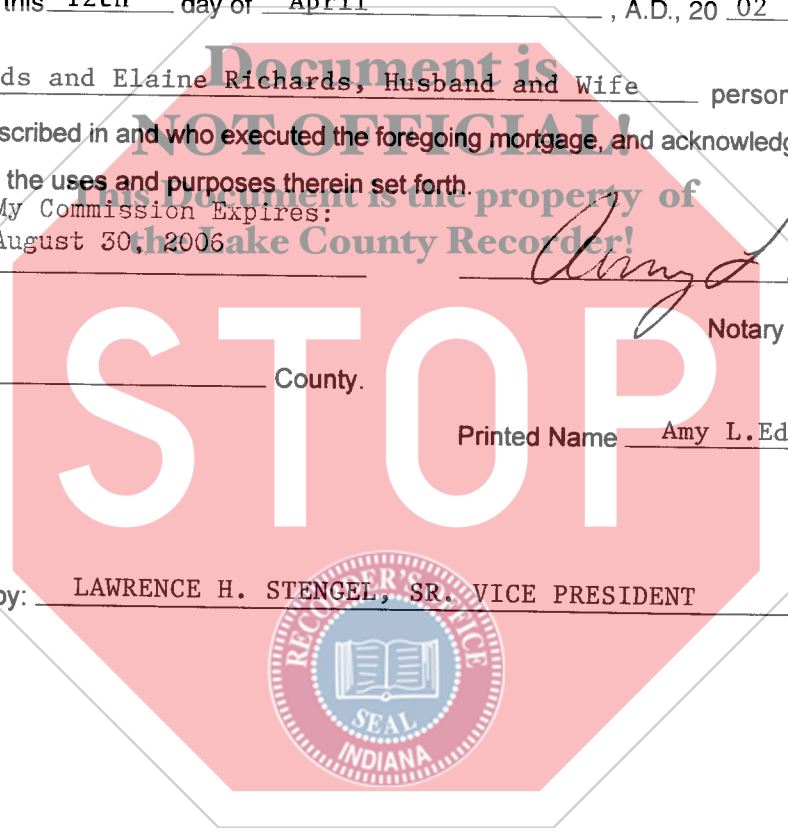 this 12th day of April, A.D., 20 02
Document is
ds and Elaine Richards, Husband and Wife person
NOT OFFICIAL!
scribed in and who executed the foregoing mortgage, and acknowledg
the uses and purposes therein set forth.
This Document is the property of
My Commission Expires:
August 30, 2006
the Lake County Recorder!
Amy L
Notary
STOP
County.
Printed Name Amy L.Ed
by: LAWRENCE H. STENGEL, SR. VICE PRESIDENT
RECORDER'S OFFICE
SEAL
INDIANA